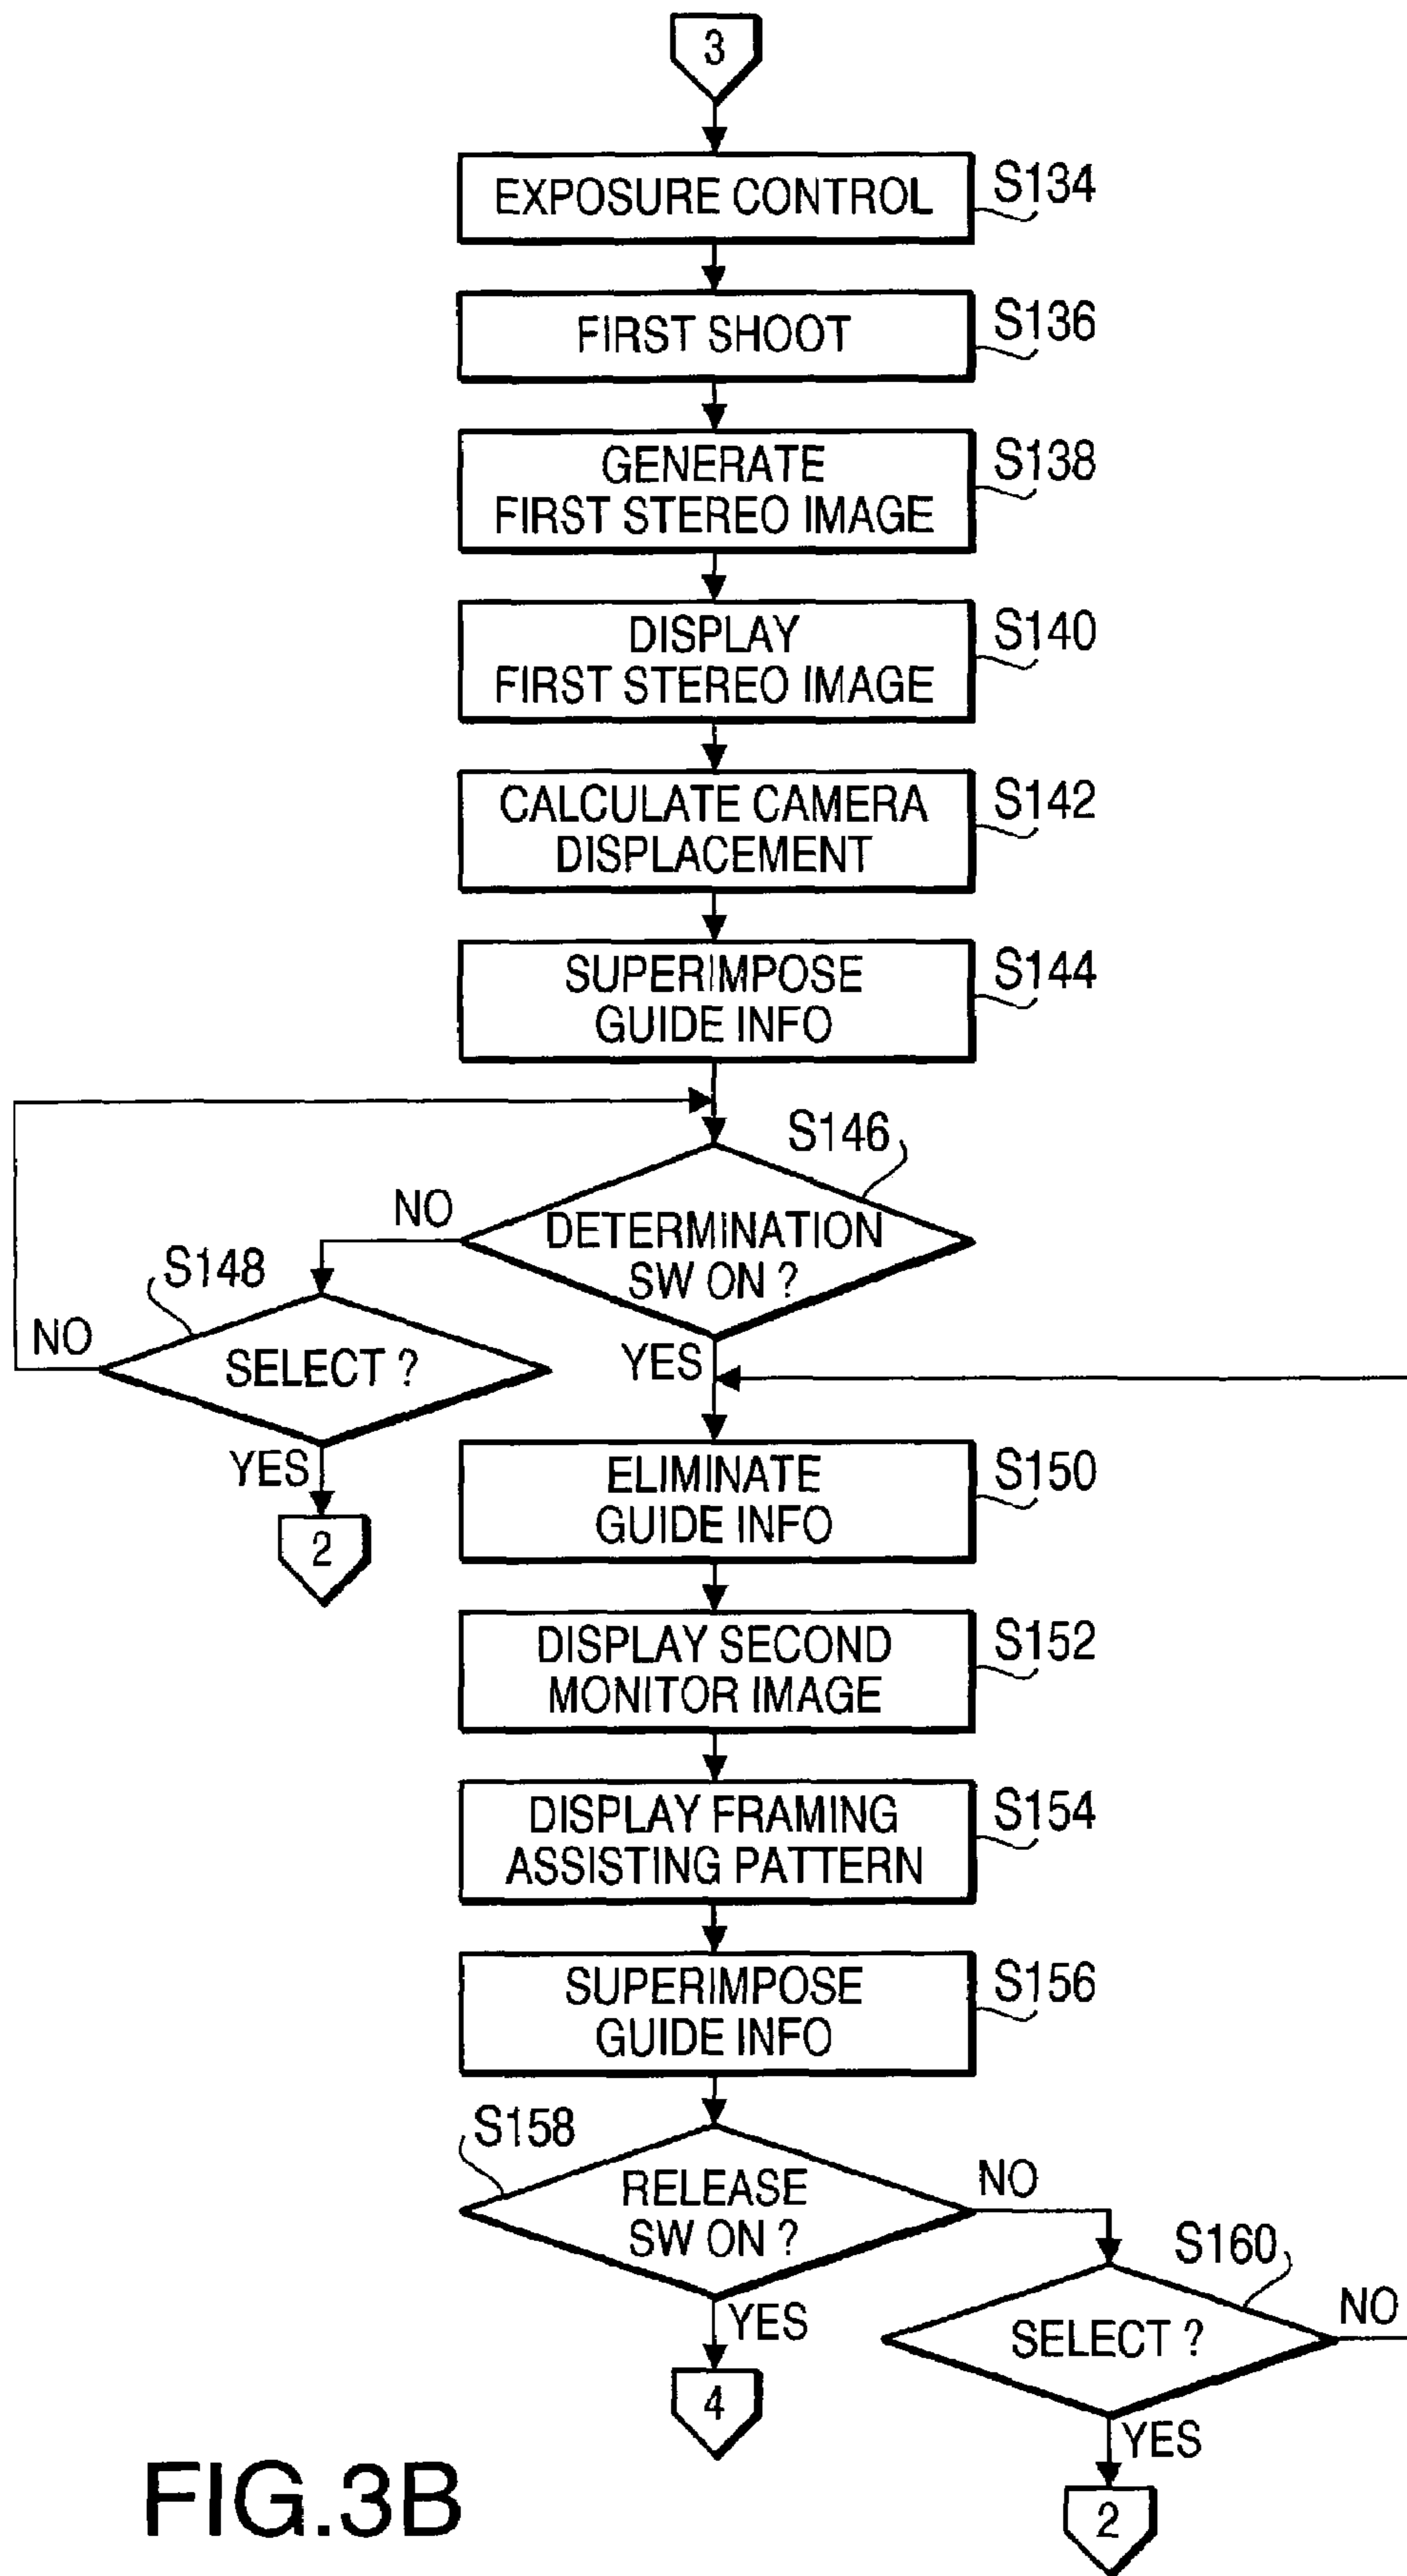 3
EXPOSURE CONTROL
S134
FIRST SHOOT
S136
GENERATE
FIRST STEREO IMAGE
S138
DISPLAY
FIRST STEREO IMAGE
S140
CALCULATE CAMERA
DISPLACEMENT
S142
SUPERIMPOSE
GUIDE INFO
S144
S146
DETERMINATION
SW ON ?
NO
YES
S148
SELECT ?
NO
YES
2
ELIMINATE
GUIDE INFO
S150
DISPLAY SECOND
MONITOR IMAGE
S152
DISPLAY FRAMING
ASSISTING PATTERN
S154
SUPERIMPOSE
GUIDE INFO
S156
S158
RELEASE
SW ON ?
NO
YES
4
S160
SELECT ?
NO
YES
2
FIG.3B